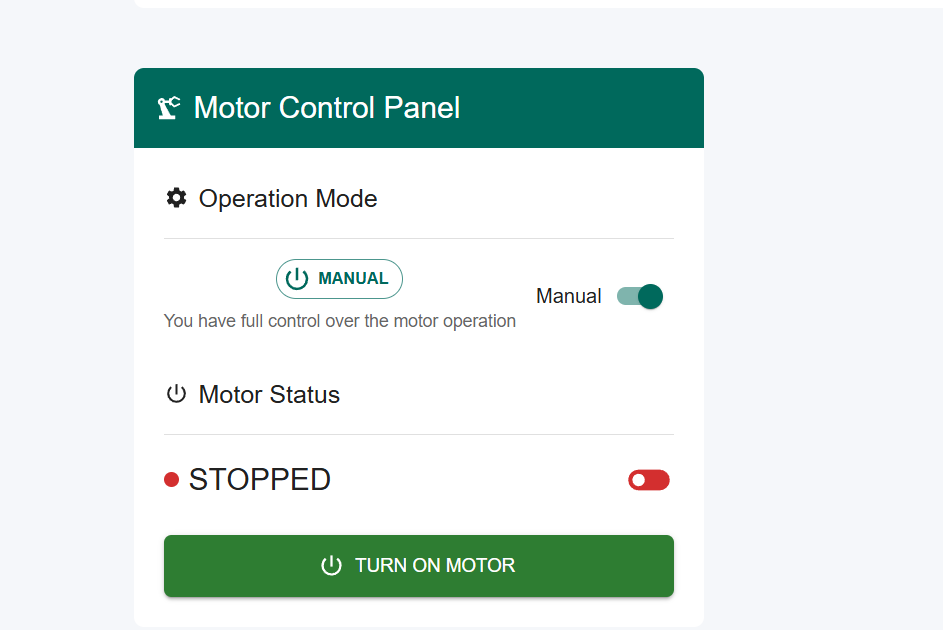 Motor Control Panel
Operation Mode
MANUAL
Manual
You have full control over the motor operation
Motor Status
STOPPED
TURN ON MOTOR